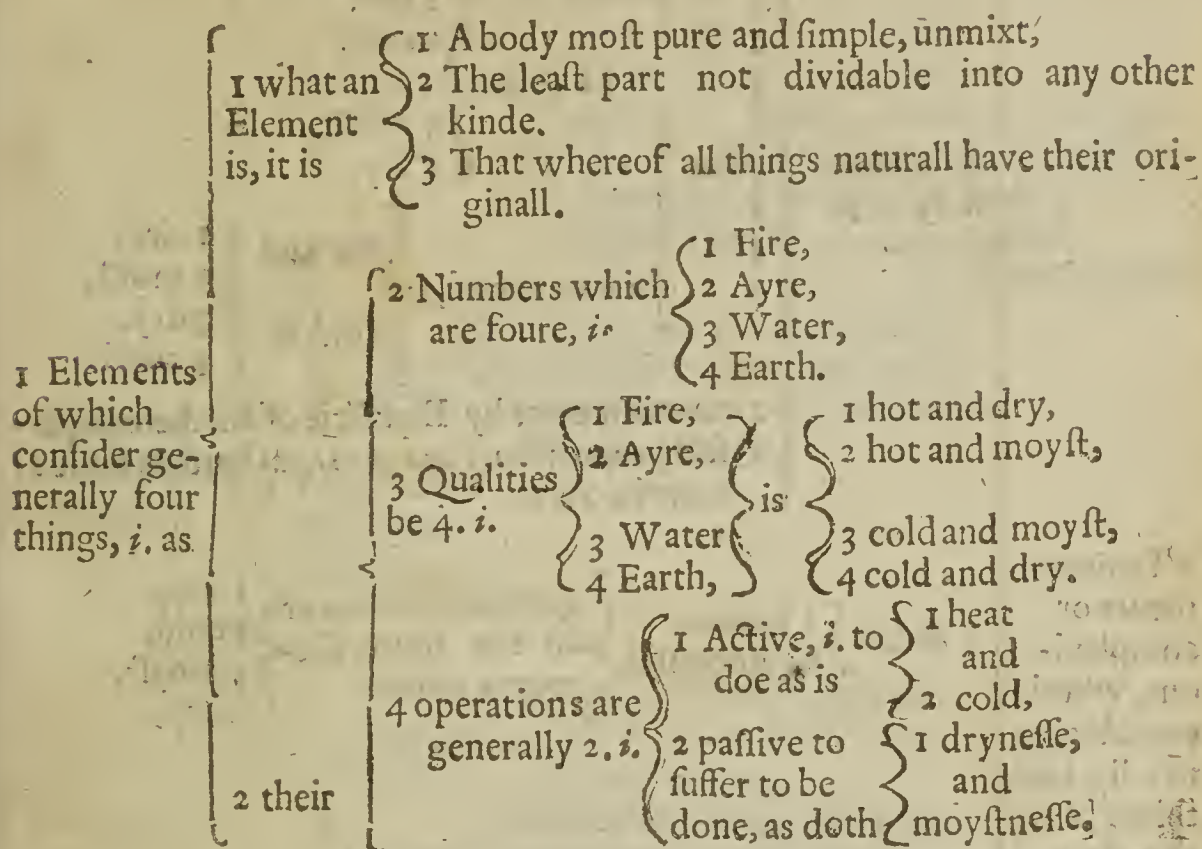 1 what an
Element
is, it is
1 A body moſt pure and ſimple, unmixt,
2 The leaſt part not dividable into any other
kinde.
3 That whereof all things naturall have their ori-
ginall.
1 Elements
of which
conſider ge-
nerally four
things, i. as
2 their
2 Numbers which
are foure, i.
1 Fire,
2 Ayre,
3 Water,
4 Earth.
3 Qualities
be 4. i.
1 Fire,
2 Ayre,
3 Water
4 Earth,
is
1 hot and dry,
2 hot and moyſt,
3 cold and moyſt,
4 cold and dry.
4 operations are
generally 2. i.
1 Active, i. to
doe as is
1 heat
and
2 cold,
2 paſſive to
ſuffer to be
done, as doth
1 dryneſſe,
and
moyſtneſſe.